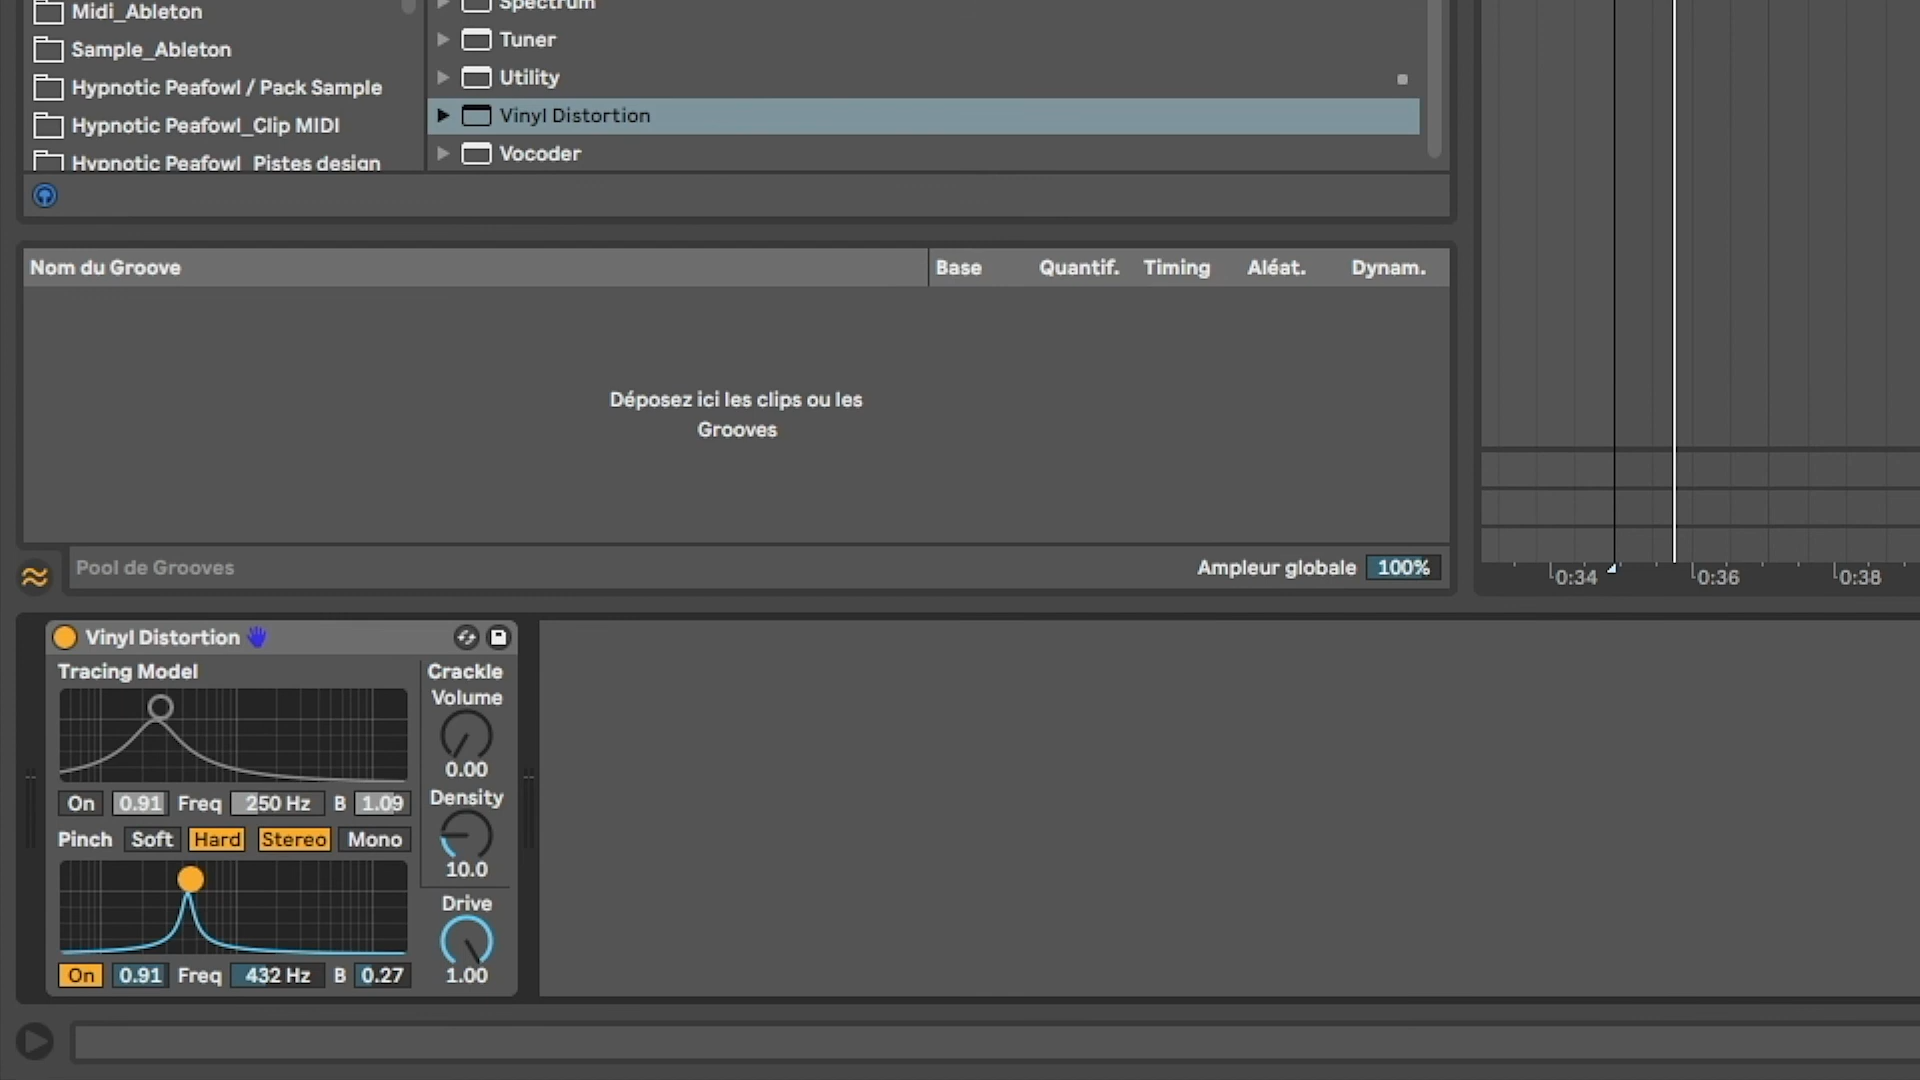 Midi_Ableton
Sample_Ableton
Hypnotic Peafowl / Pack Sample
Hypnotic Peafowl_Clip MIDI
Hypnotic Peafowl_Pistes design
Spectrum
Tuner
Utility
Vinyl Distortion
Vocoder
Nom du Groove Base Quantif. Timing Aléat. Dynam.
Déposez ici les clips ou les
Grooves
Pool de Grooves Ampleur globale 100%
0:34 0:36 0:38
Vinyl Distortion
Tracing Model
On 0.91 Freq 250 Hz B 1.09
Pinch Soft Hard Stereo Mono
On 0.91 Freq 432 Hz B 0.27
Crackle
Volume
0.00
Density
10.0
Drive
1.00